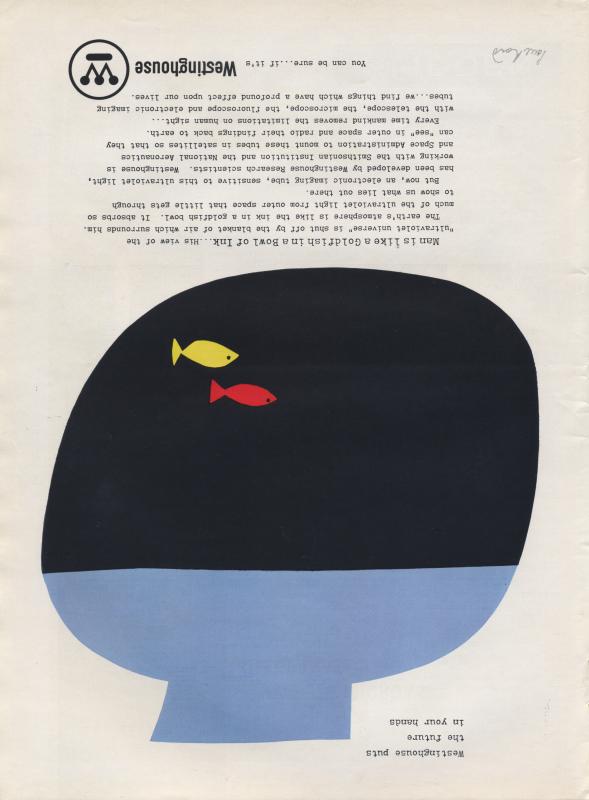 Westinghouse puts
the future
in your hands
Man is like a Goldfish in a Bowl of Ink...His view of the
"ultraviolet universe" is shut off by the blanket of air which surrounds him.
The earth's atmosphere is like the ink in a goldfish bowl. It absorbs so
much of the ultraviolet light from outer space that little gets through
to show us what lies out there.
But now, an electronic imaging tube, sensitive to this ultraviolet light,
has been developed by Westinghouse Research scientists. Westinghouse is
working with the Smithsonian Institution and the National Aeronautics
and Space Administration to mount these tubes in satellites so that they
can "see" in outer space and radio their findings back to earth.
Every time mankind removes the limitations on human sight...
with the telescope, the microscope, the fluoroscope and electronic imaging
tubes...we find things which have a profound effect upon our lives.
You can be sure...if it's Westinghouse
W